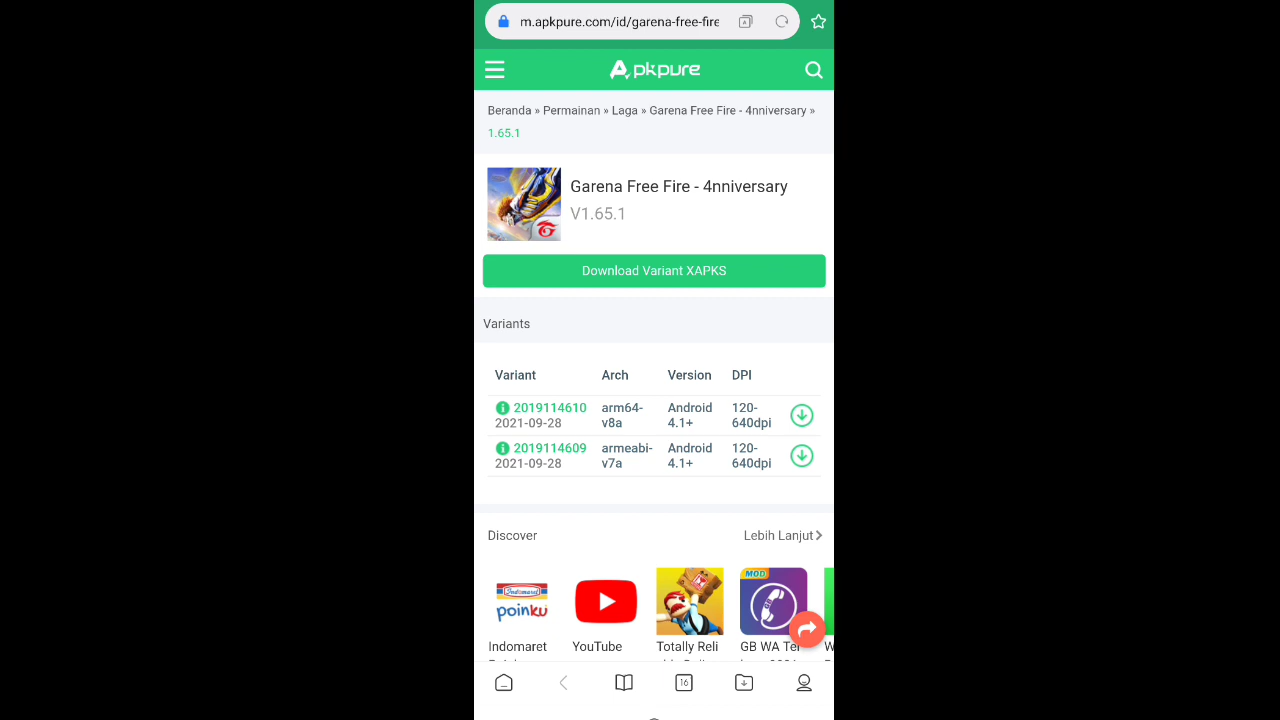 m.apkpure.com/id/garena-free-fire
Apkpure
Beranda » Permainan » Laga » Garena Free Fire - 4nniversary »
1.65.1
Garena Free Fire - 4nniversary
V1.65.1
Download Variant XAPKS
Variants
Variant Arch Version DPI
2019114610 arm64- Android 120-
2021-09-28 v8a 4.1+ 640dpi
2019114609 armeabi- Android 120-
2021-09-28 v7a 4.1+ 640dpi
Discover Lebih Lanjut
Indomaret
poinku
MOD
Indomaret YouTube Totally Reli GB WA Ter
16